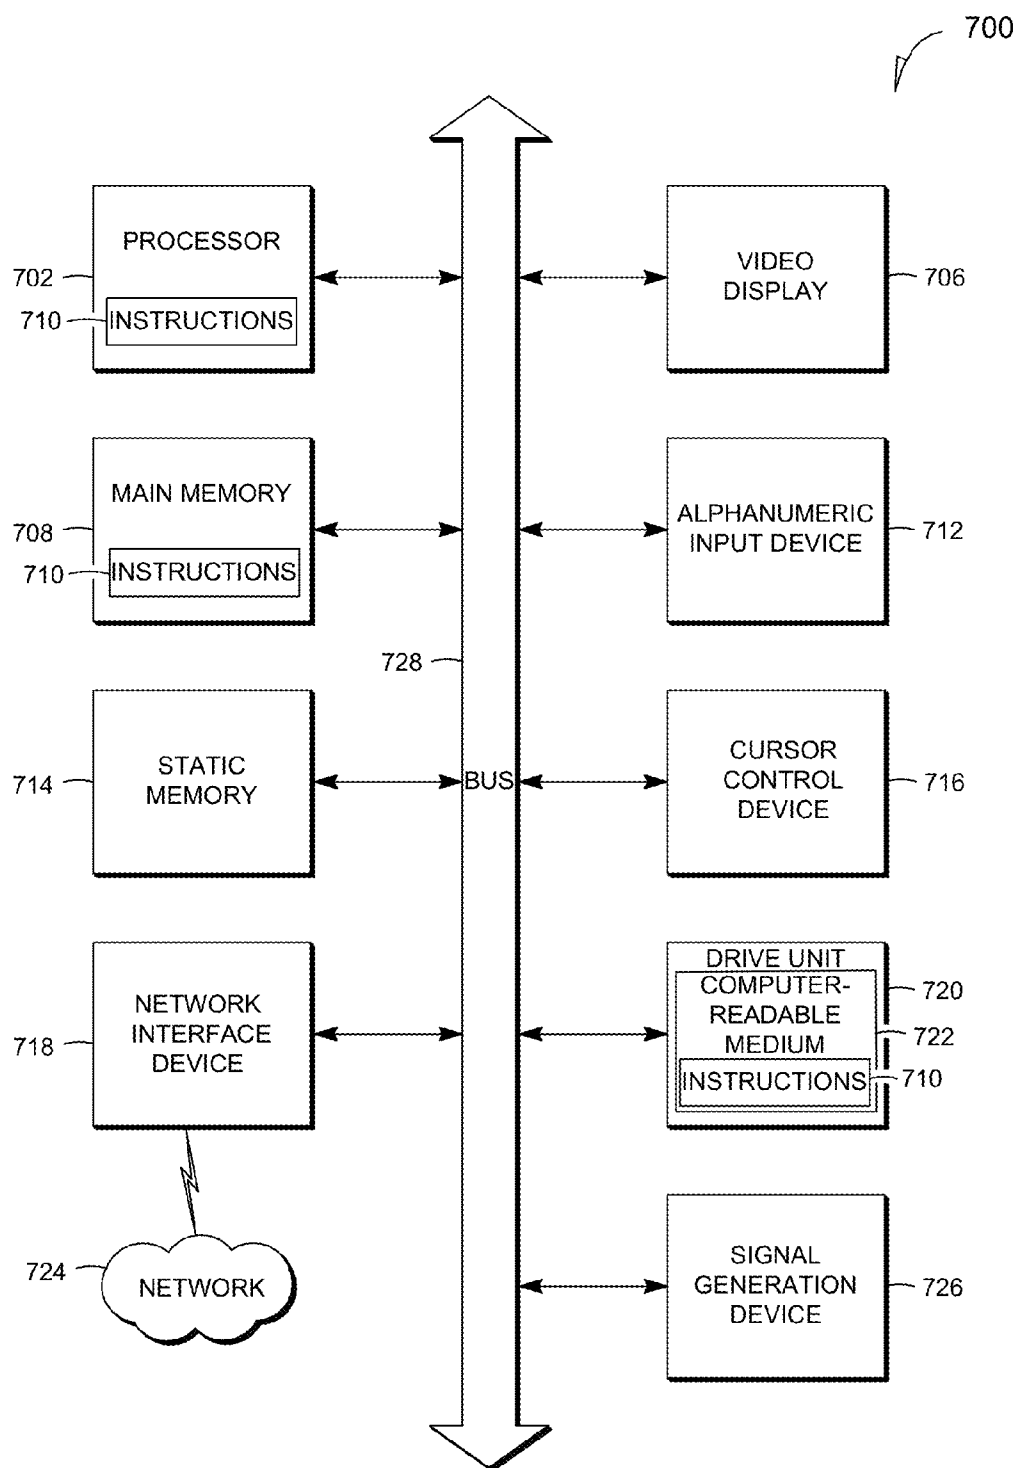 700
PROCESSOR
702
710
INSTRUCTIONS
VIDEO
DISPLAY
706
MAIN MEMORY
708
710
INSTRUCTIONS
ALPHANUMERIC
INPUT DEVICE
712
728
STATIC
MEMORY
714
BUS
CURSOR
CONTROL
DEVICE
716
NETWORK
INTERFACE
DEVICE
718
DRIVE UNIT
COMPUTER-
READABLE
MEDIUM
INSTRUCTIONS
720
722
710
724
NETWORK
SIGNAL
GENERATION
DEVICE
726